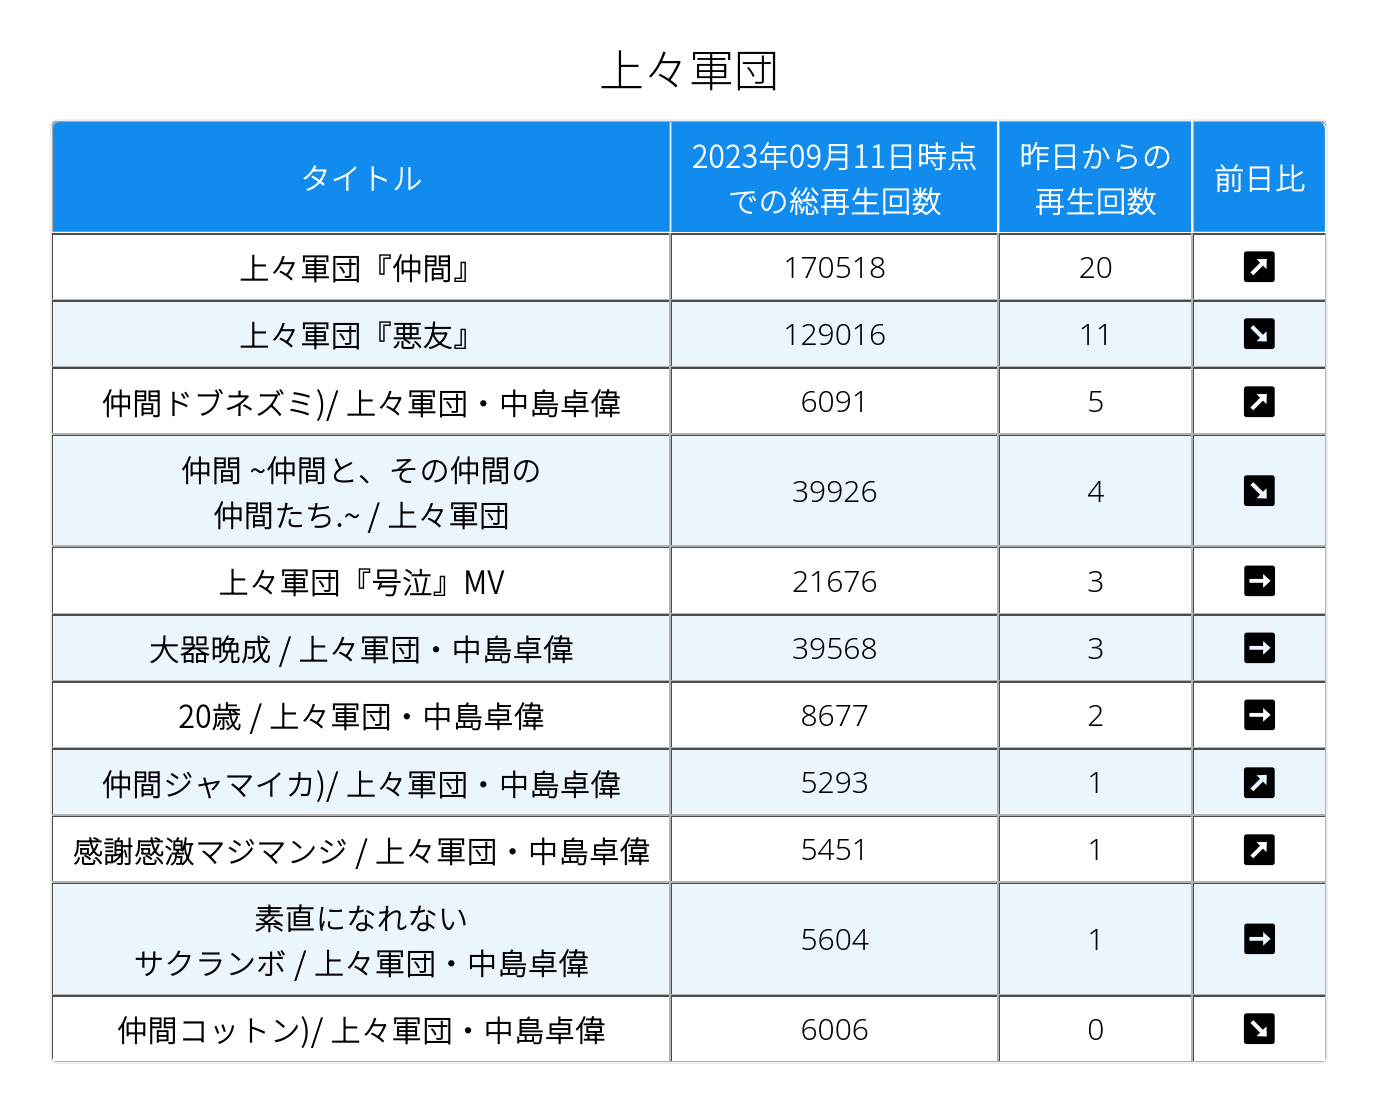 上々軍団
タイトル
2023年09月11日時点
での総再生回数
昨日からの
再生回数
前日比
上々軍団『仲間』 170518 20 ↗
上々軍団『悪友』 129016 11 ↘
仲間ドブネズミ)/ 上々軍団・中島卓偉 6091 5 ↗
仲間 ~仲間と、その仲間の
仲間たち.~ / 上々軍団 39926 4 ↘
上々軍団『号泣』MV 21676 3 →
大器晩成 / 上々軍団・中島卓偉 39568 3 →
20歳 / 上々軍団・中島卓偉 8677 2 →
仲間ジャマイカ)/ 上々軍団・中島卓偉 5293 1 ↗
感謝感激マジマンジ / 上々軍団・中島卓偉 5451 1 ↗
素直になれない
サクランボ / 上々軍団・中島卓偉 5604 1 →
仲間コットン)/ 上々軍団・中島卓偉 6006 0 ↘